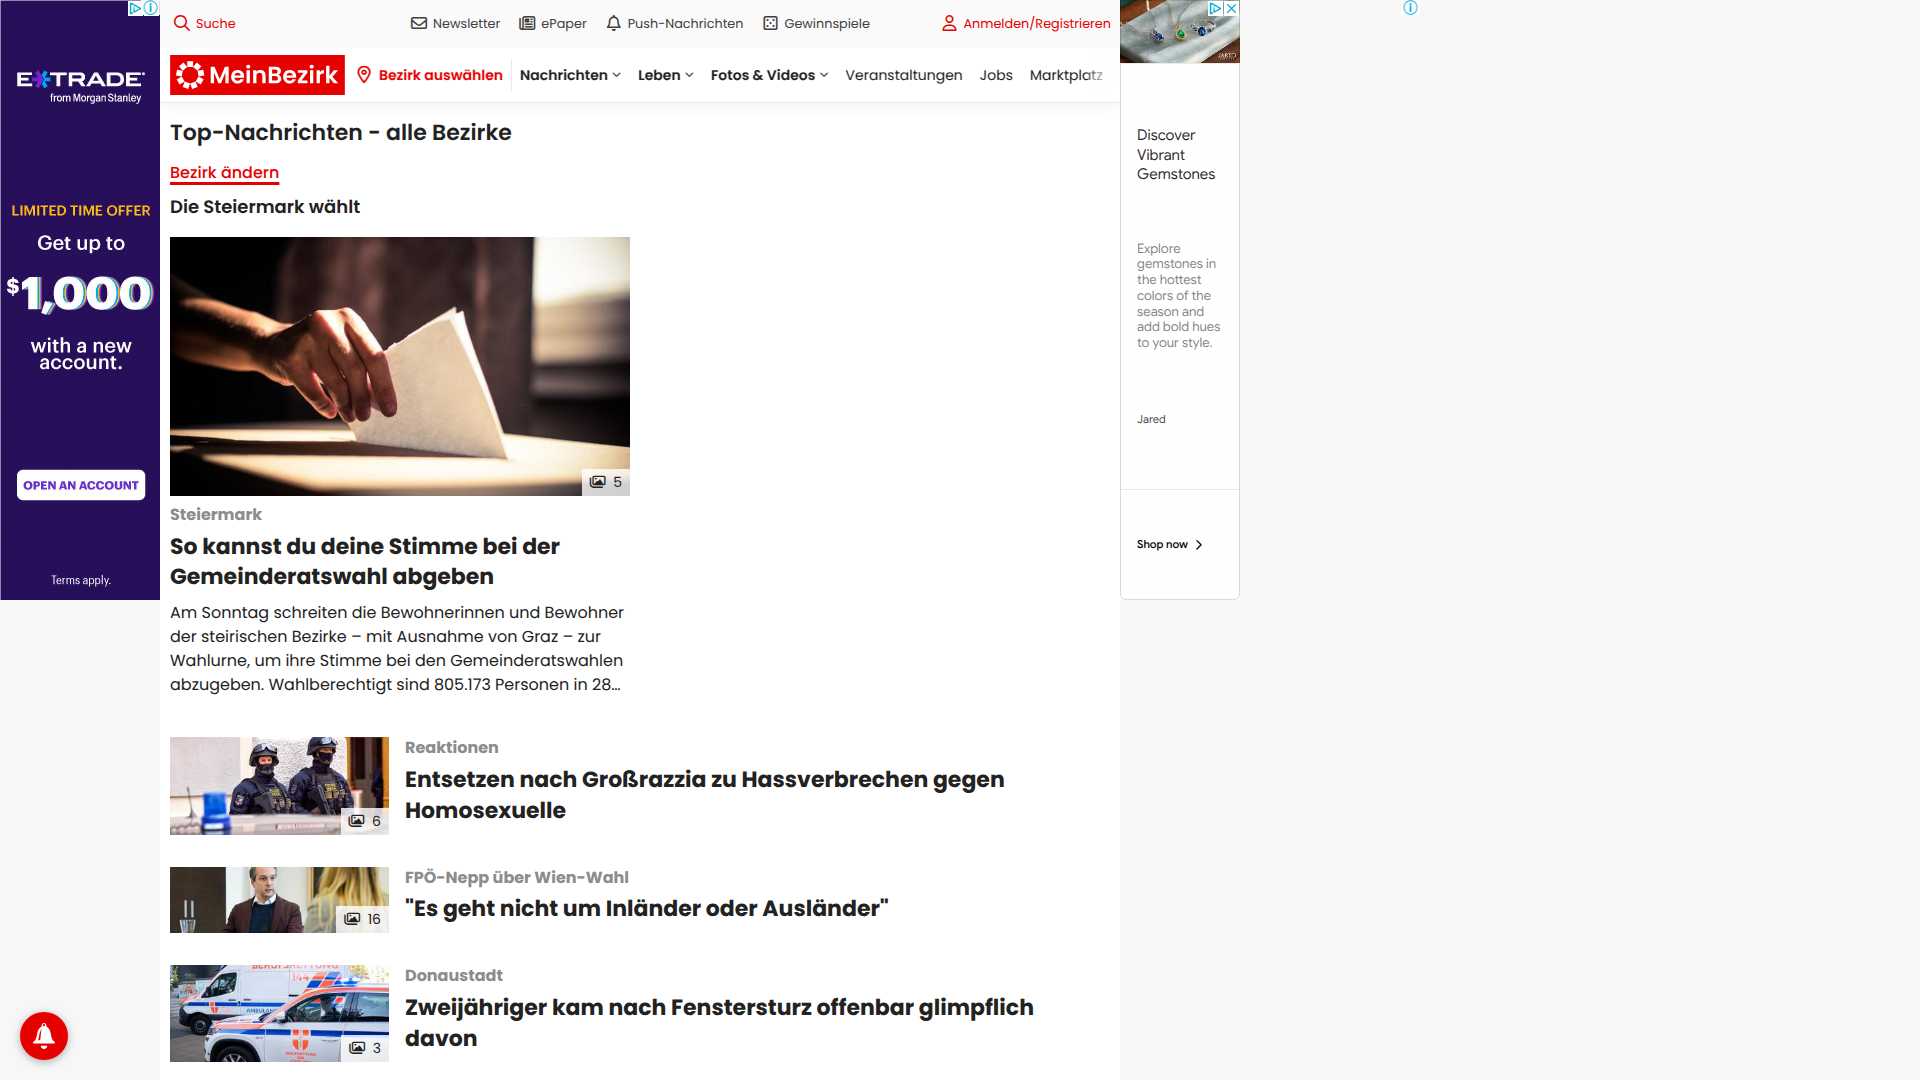 Suche
Newsletter
ePaper
Push-Nachrichten
Gewinnspiele
Anmelden/Registrieren
MeinBezirk
Bezirk auswählen
Nachrichten
Leben
Fotos & Videos
Veranstaltungen
Jobs
Marktplatz
E*TRADE
from Morgan Stanley
LIMITED TIME OFFER
Get up to
$1,000
with a new
account.
OPEN AN ACCOUNT
Terms apply.
Top-Nachrichten - alle Bezirke
Bezirk ändern
Die Steiermark wählt
5
Steiermark
So kannst du deine Stimme bei der
Gemeinderatswahl abgeben
Am Sonntag schreiten die Bewohnerinnen und Bewohner
der steirischen Bezirke – mit Ausnahme von Graz – zur
Wahlurne, um ihre Stimme bei den Gemeinderatswahlen
abzugeben. Wahlberechtigt sind 805.173 Personen in 28...
6
Reaktionen
Entsetzen nach Großrazzia zu Hassverbrechen gegen
Homosexuelle
16
FPÖ-Nepp über Wien-Wahl
"Es geht nicht um Inländer oder Ausländer"
3
Donaustadt
Zweijähriger kam nach Fenstersturz offenbar glimpflich
davon
JARED
Discover
Vibrant
Gemstones
Explore
gemstones in
the hottest
colors of the
season and
add bold hues
to your style.
Jared
Shop now